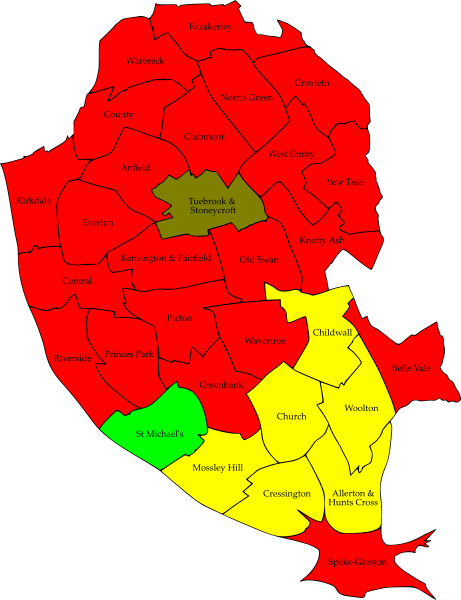 Fazakerley
Warbreck
Croxteth
Norris Green
County
Clubmoor
West Derby
Anfield
Yew Tree
Kirkdale
Tuebrook &
Stoneycroft
Everton
Knotty Ash
Kensington & Fairfield
Old Swan
Central
Picton
Childwall
Wavertree
Riverside
Princes Park
Belle Vale
Greenbank
Woolton
Church
St Michael's
Mossley Hill
Cressington
Allerton &
Hunts Cross
Speke-Garston